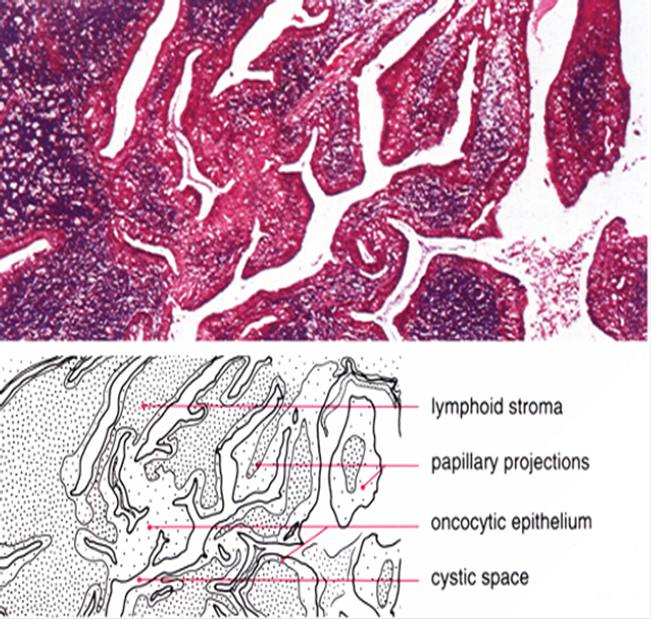 lymphoid stroma
papillary projections
oncocytic epithelium
cystic space